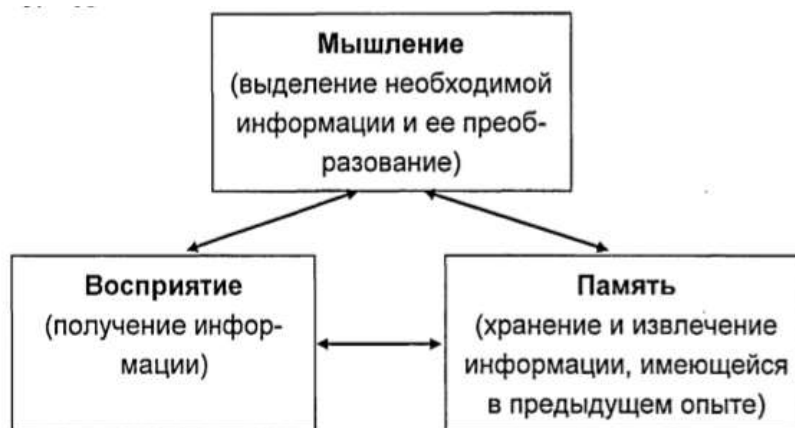 Мышление
(выделение необходимой
информации и ее преоб-
разование)
Восприятие
(получение инфор-
мации)
Память
(хранение и извлечение
информации, имеющейся
в предыдущем опыте)